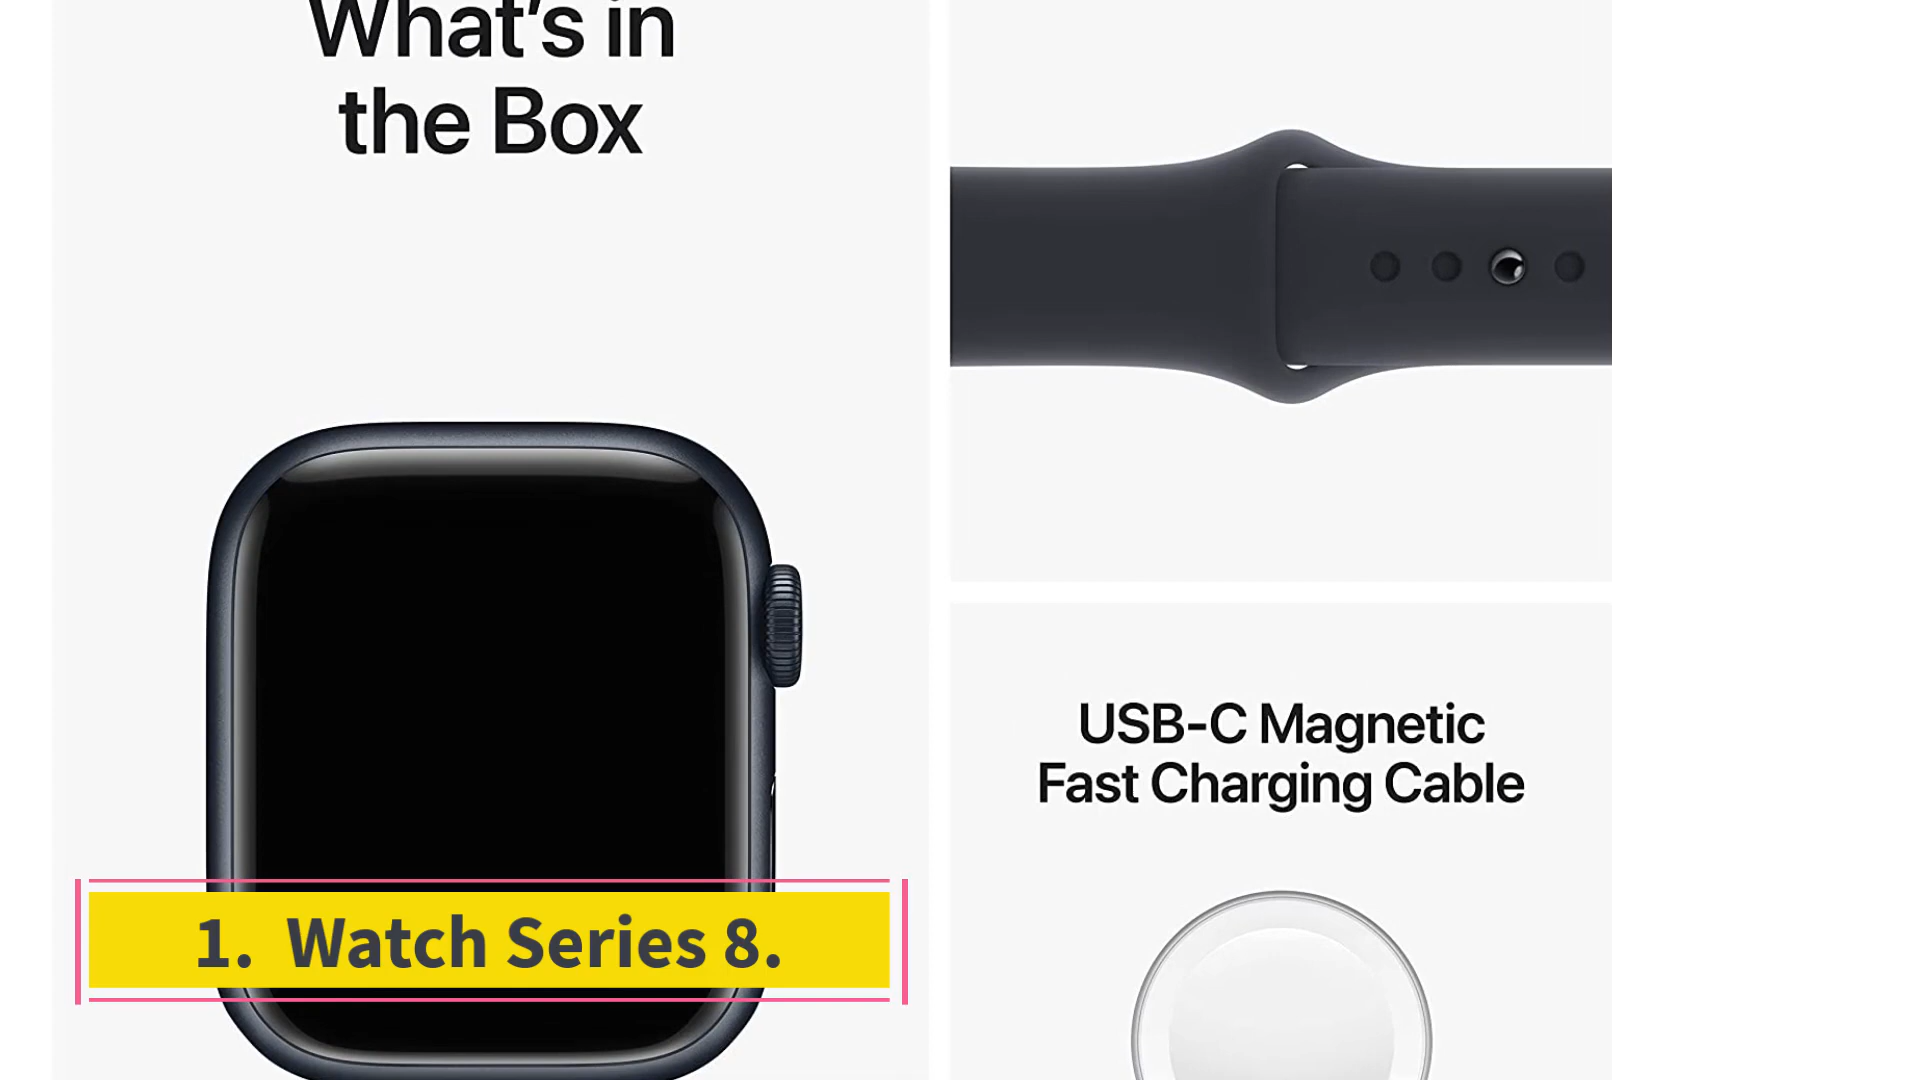 What's in
the Box
USB-C Magnetic
Fast Charging Cable
1. Watch Series 8.